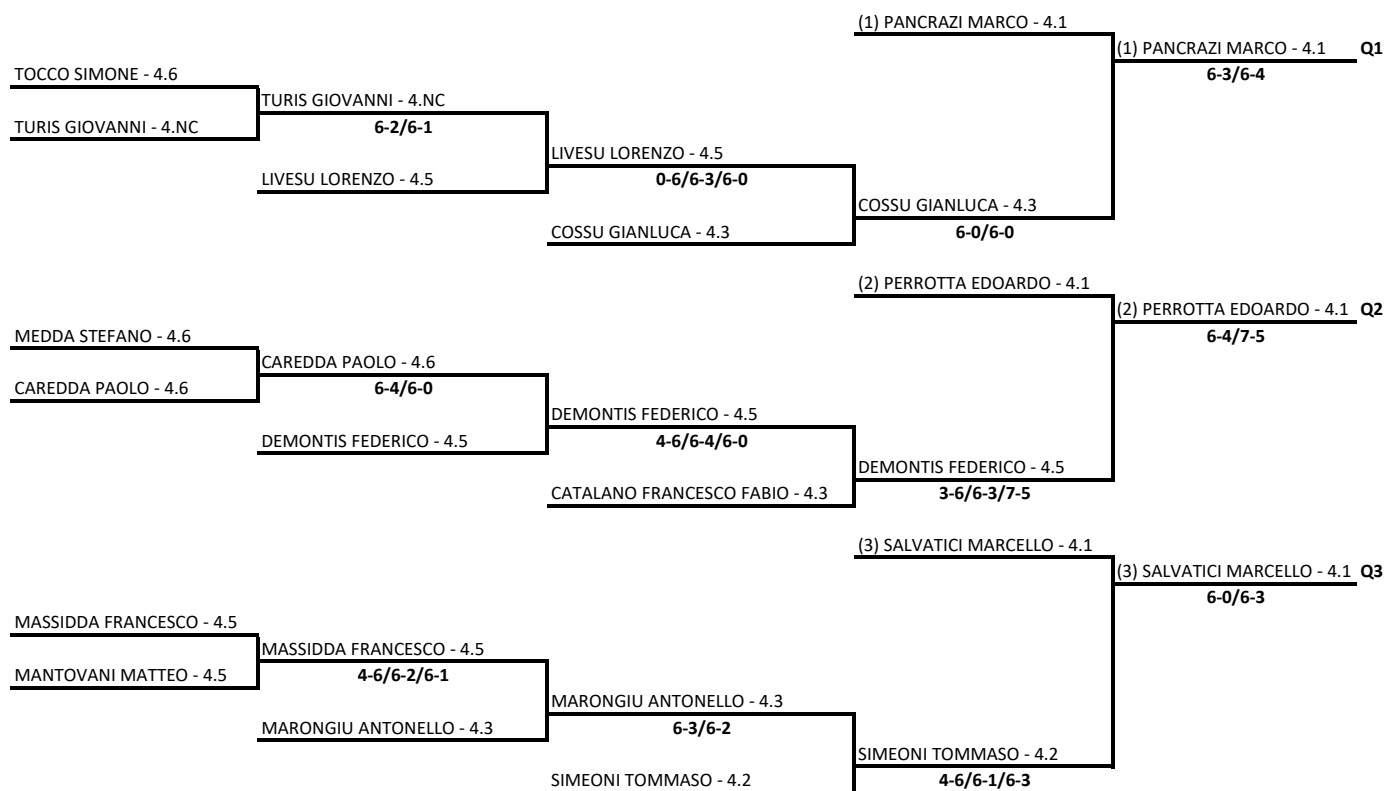 (1) PANCRAZI MARCO - 4.1
(1) PANCRAZI MARCO - 4.1 Q1
TOCCO SIMONE - 4.6
6-3/6-4
TURIS GIOVANNI - 4.NC
TURIS GIOVANNI - 4.NC
6-2/6-1
LIVESU LORENZO - 4.5
LIVESU LORENZO - 4.5
0-6/6-3/6-0
COSSU GIANLUCA - 4.3
COSSU GIANLUCA - 4.3
6-0/6-0
(2) PERROTTA EDOARDO - 4.1
(2) PERROTTA EDOARDO - 4.1 Q2
MEDDA STEFANO - 4.6
6-4/7-5
CAREDDA PAOLO - 4.6
CAREDDA PAOLO - 4.6
6-4/6-0
DEMONTIS FEDERICO - 4.5
DEMONTIS FEDERICO - 4.5
4-6/6-4/6-0
DEMONTIS FEDERICO - 4.5
CATALANO FRANCESCO FABIO - 4.3
3-6/6-3/7-5
(3) SALVATICI MARCELLO - 4.1
(3) SALVATICI MARCELLO - 4.1 Q3
6-0/6-3
MASSIDDA FRANCESCO - 4.5
MASSIDDA FRANCESCO - 4.5
MANTOVANI MATTEO - 4.5
4-6/6-2/6-1
MARONGIU ANTONELLO - 4.3
MARONGIU ANTONELLO - 4.3
6-3/6-2
SIMEONI TOMMASO - 4.2
SIMEONI TOMMASO - 4.2
4-6/6-1/6-3